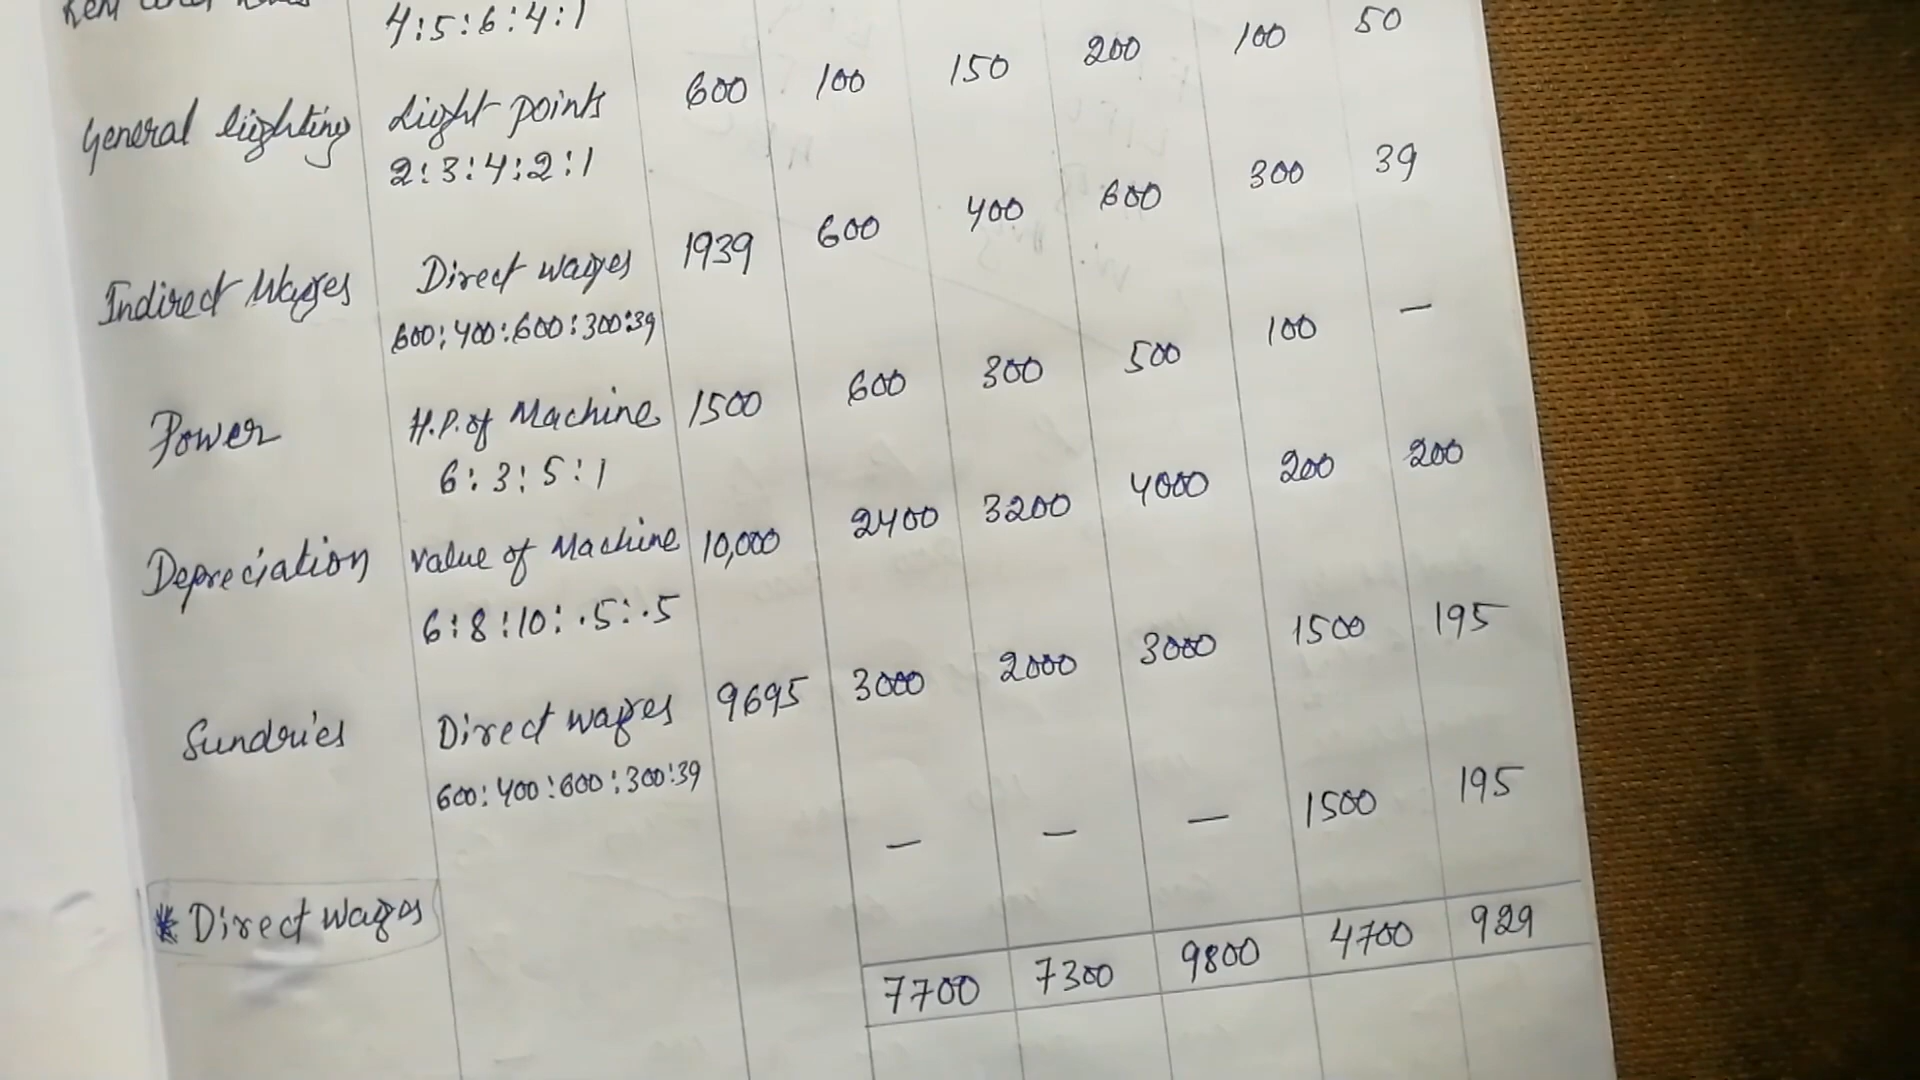 4:5:6:4:1
General lighting Light points 600 100 150 200 100 50
2:3:4:2:1
Indirect Wages Direct wages 1939 600 400 600 300 39
600:400:600:300:39
Power H.P. of Machine 1500 600 300 500 100 —
6:3:5:1
Depreciation Value of Machine 10,000 2400 3200 4000 200 200
6:8:10:.5:.5
Sundries Direct wages 9695 3000 2000 3000 1500 195
600:400:600:300:39
* Direct wages — — — 1500 195
7700 7300 9800 4700 929